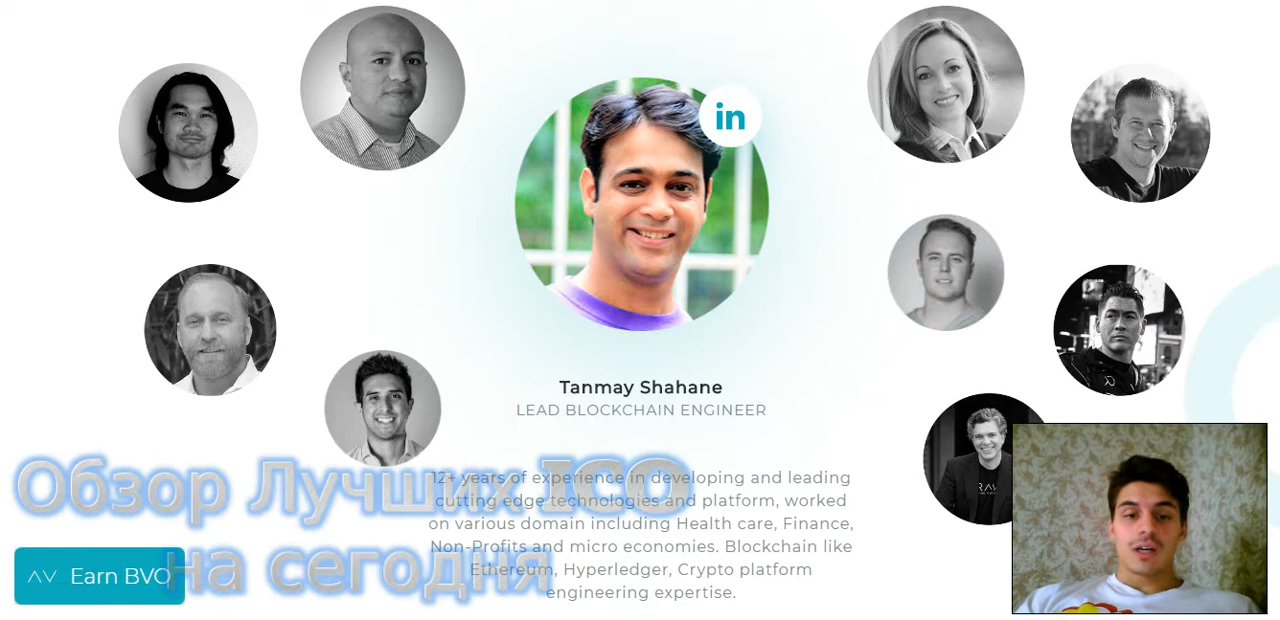 in
Tanmay Shahane
LEAD BLOCKCHAIN ENGINEER
12+ years of experience in developing and leading
cutting edge technologies and platform, worked
on various domain including Health care, Finance,
Non-Profits and micro economies. Blockchain like
Ethereum, Hyperledger, Crypto platform
engineering expertise.
Обзор Лучших ICO
на сегодня
Earn BVO